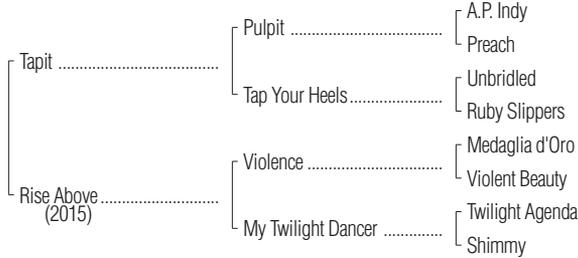 A.P. Indy
Pulpit
Preach
Tapit
Unbridled
Tap Your Heels
Ruby Slippers
Medaglia d'Oro
Violence
Violent Beauty
Rise Above
(2015)
Twilight Agenda
My Twilight Dancer
Shimmy